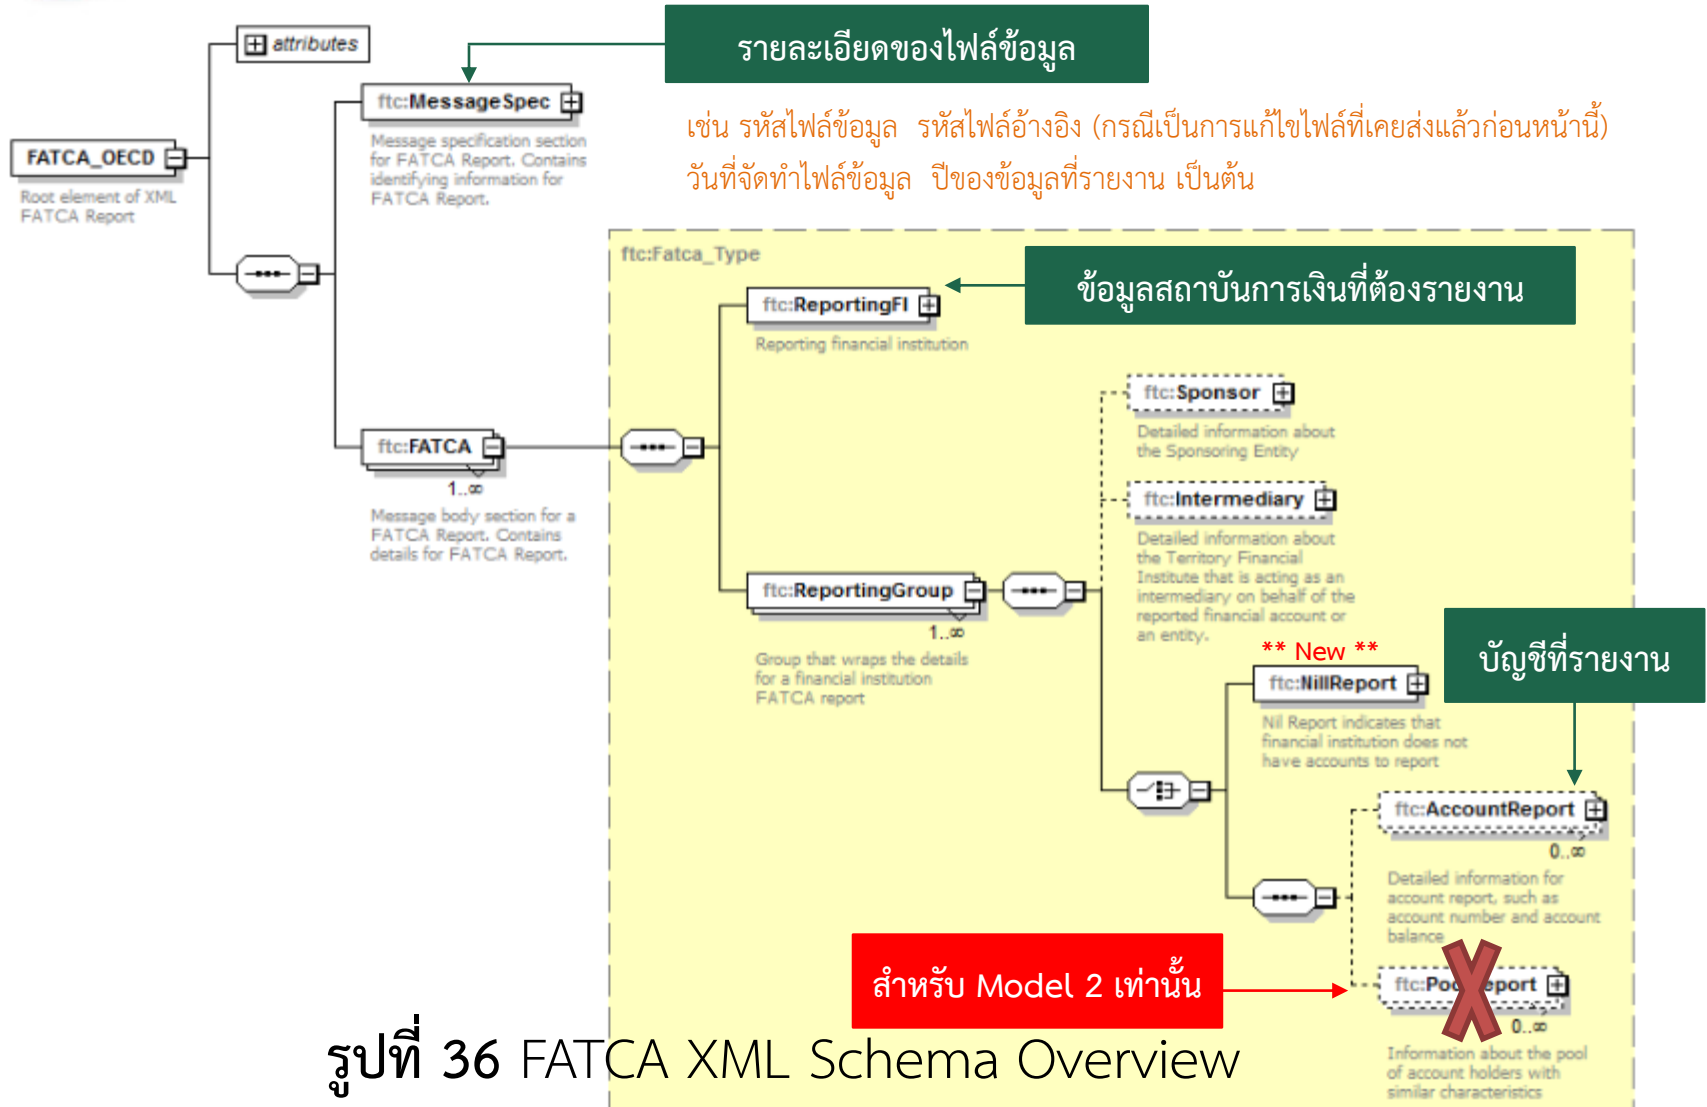 attributes
รายละเอียดของไฟล์ข้อมูล
ftc:MessageSpec
Message specification section
for FATCA Report. Contains
identifying information for
FATCA Report.
เช่น รหัสไฟล์ข้อมูล รหัสไฟล์อ้างอิง (กรณีเป็นการแก้ไขไฟล์ที่เคยส่งแล้วก่อนหน้านี้)
วันที่จัดทำไฟล์ข้อมูล ปีของข้อมูลที่รายงาน เป็นต้น
FATCA_OECD
Root element of XML
FATCA Report
ftc:Fatca_Type
ftc:ReportingFI
Reporting financial institution
ข้อมูลสถาบันการเงินที่ต้องรายงาน
ftc:Sponsor
Detailed information about
the Sponsoring Entity
ftc:FATCA
1..∞
Message body section for a
FATCA Report. Contains
details for FATCA Report.
ftc:Intermediary
Detailed information about
the Territory Financial
Institute that is acting as an
intermediary on behalf of the
reported financial account or
an entity.
ftc:ReportingGroup
1..∞
Group that wraps the details
for a financial institution
FATCA report
** New **
ftc:NillReport
Nil Report indicates that
financial institution does not
have accounts to report
บัญชีที่รายงาน
ftc:AccountReport
0..∞
Detailed information for
account report, such as
account number and account
balance
สำหรับ Model 2 เท่านั้น
ftc:PoolReport
0..∞
Information about the pool
of account holders with
similar characteristics
รูปที่ 36 FATCA XML Schema Overview